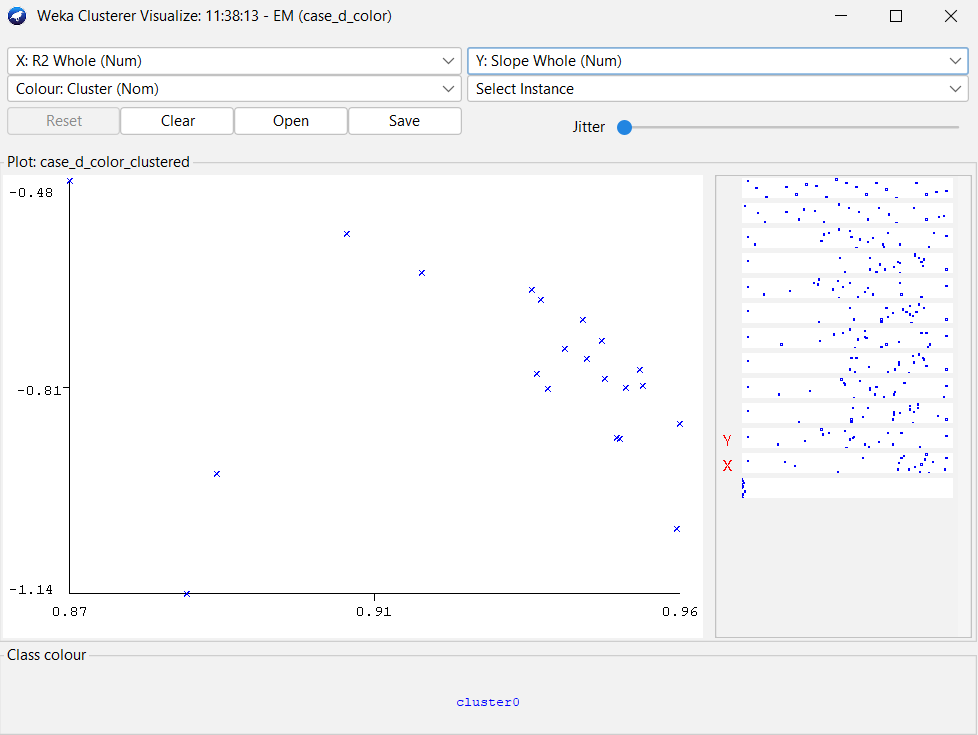 Weka Clusterer Visualize: 11:38:13 - EM (case_d_color)
X: R2 Whole (Num)
Y: Slope Whole (Num)
Colour: Cluster (Nom)
Select Instance
Reset
Clear
Open
Save
Jitter
Plot: case_d_color_clustered
-0.48
-0.81
-1.14
0.87
0.91
0.96
Y
X
Class colour
cluster0